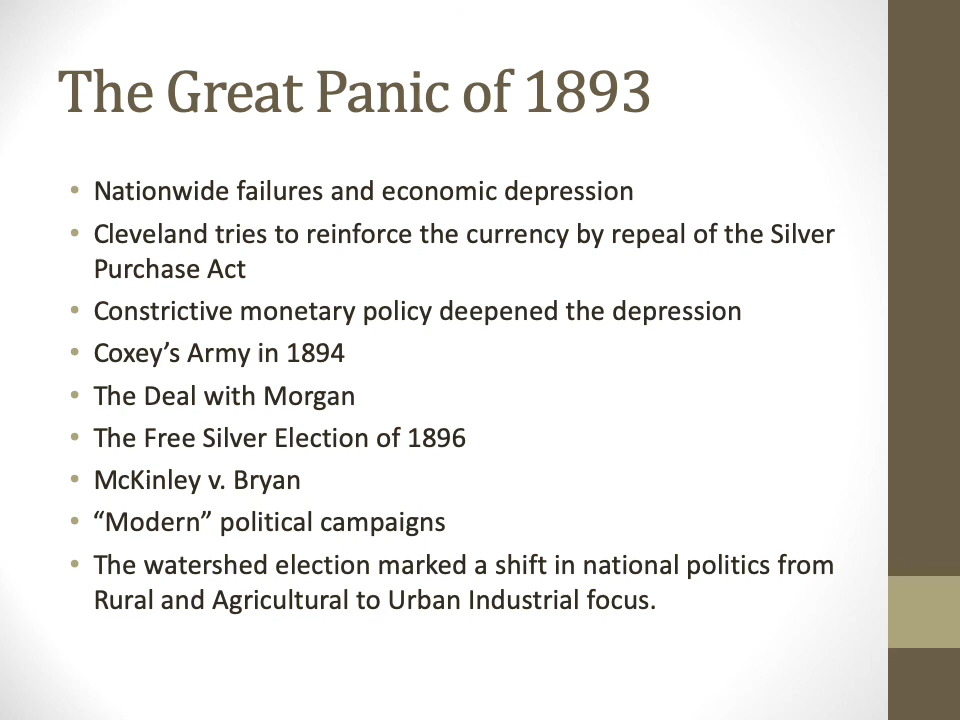 The Great Panic of 1893
• Nationwide failures and economic depression
• Cleveland tries to reinforce the currency by repeal of the Silver
Purchase Act
• Constrictive monetary policy deepened the depression
• Coxey’s Army in 1894
• The Deal with Morgan
• The Free Silver Election of 1896
• McKinley v. Bryan
• “Modern” political campaigns
• The watershed election marked a shift in national politics from
Rural and Agricultural to Urban Industrial focus.